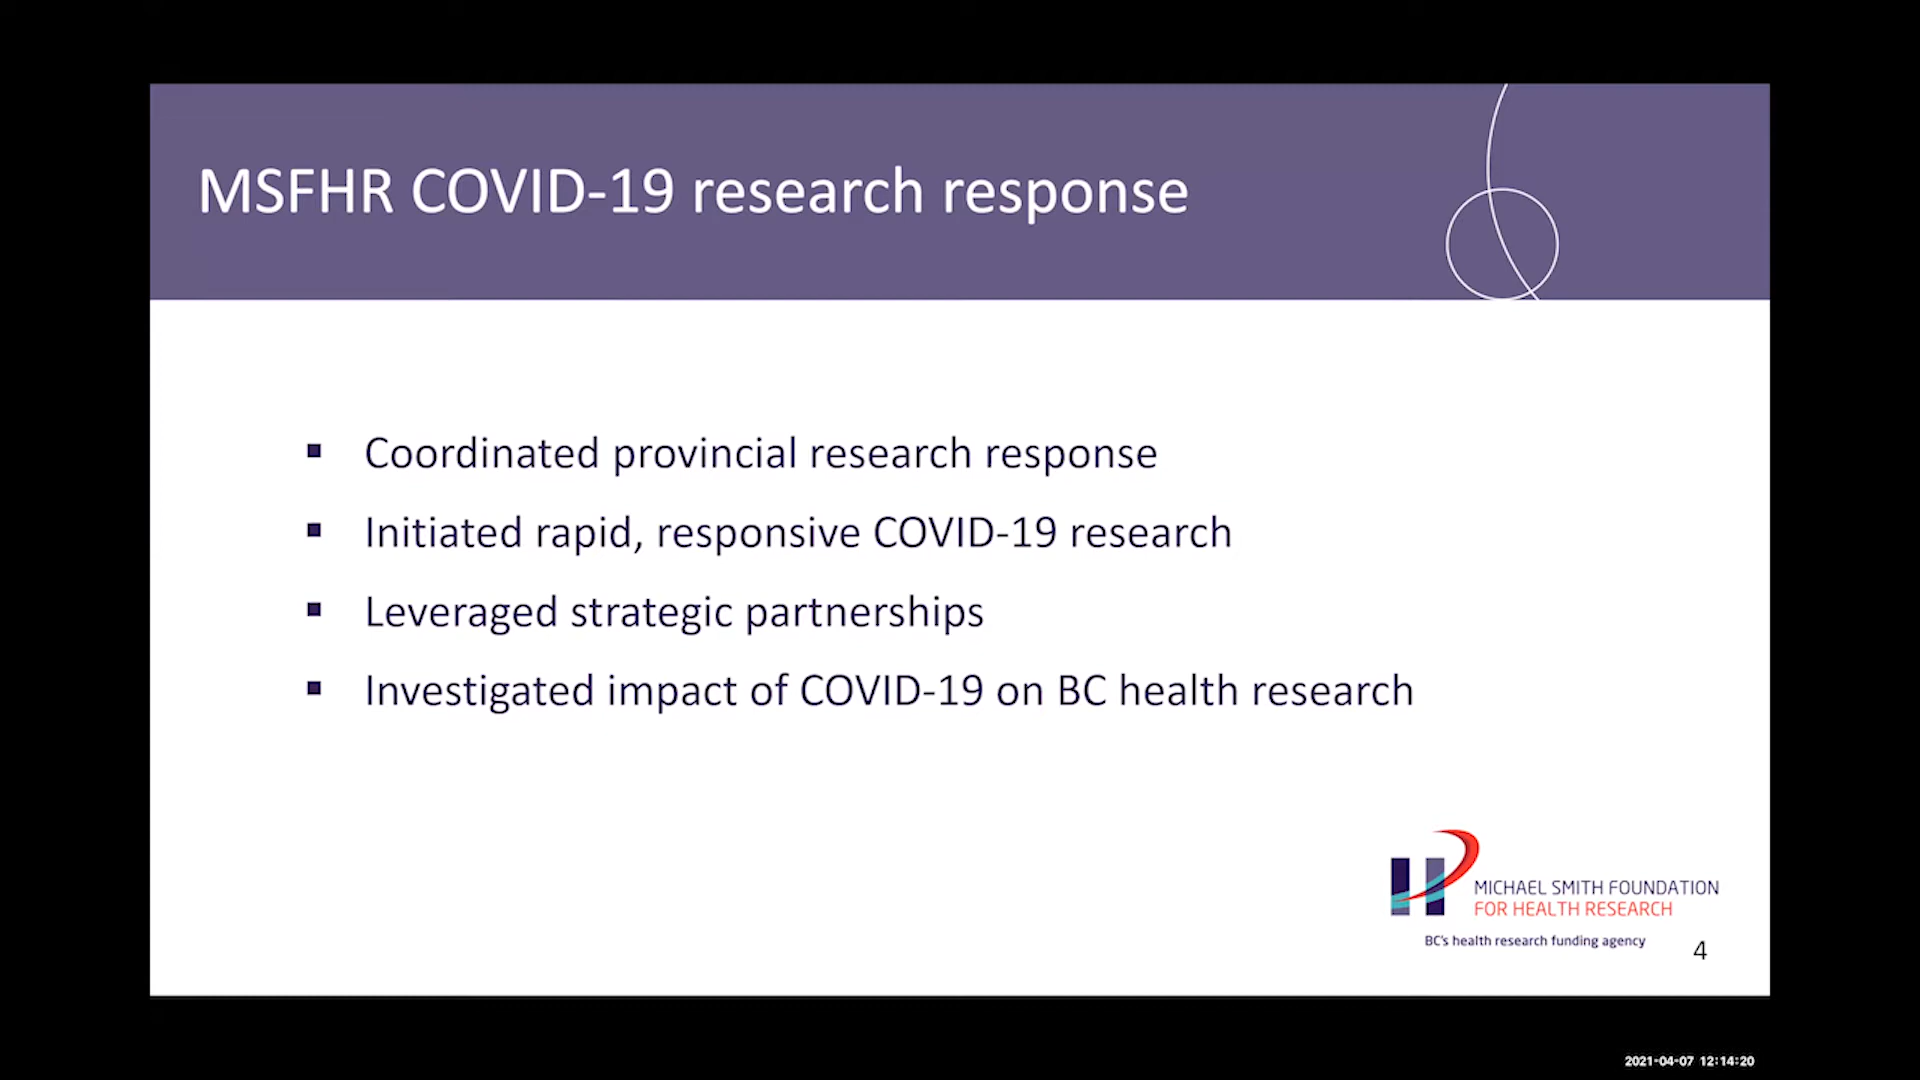 MSFHR COVID-19 research response
▪ Coordinated provincial research response
▪ Initiated rapid, responsive COVID-19 research
▪ Leveraged strategic partnerships
▪ Investigated impact of COVID-19 on BC health research
MICHAEL SMITH FOUNDATION
FOR HEALTH RESEARCH
BC's health research funding agency
4
2021-04-07 12:14:20